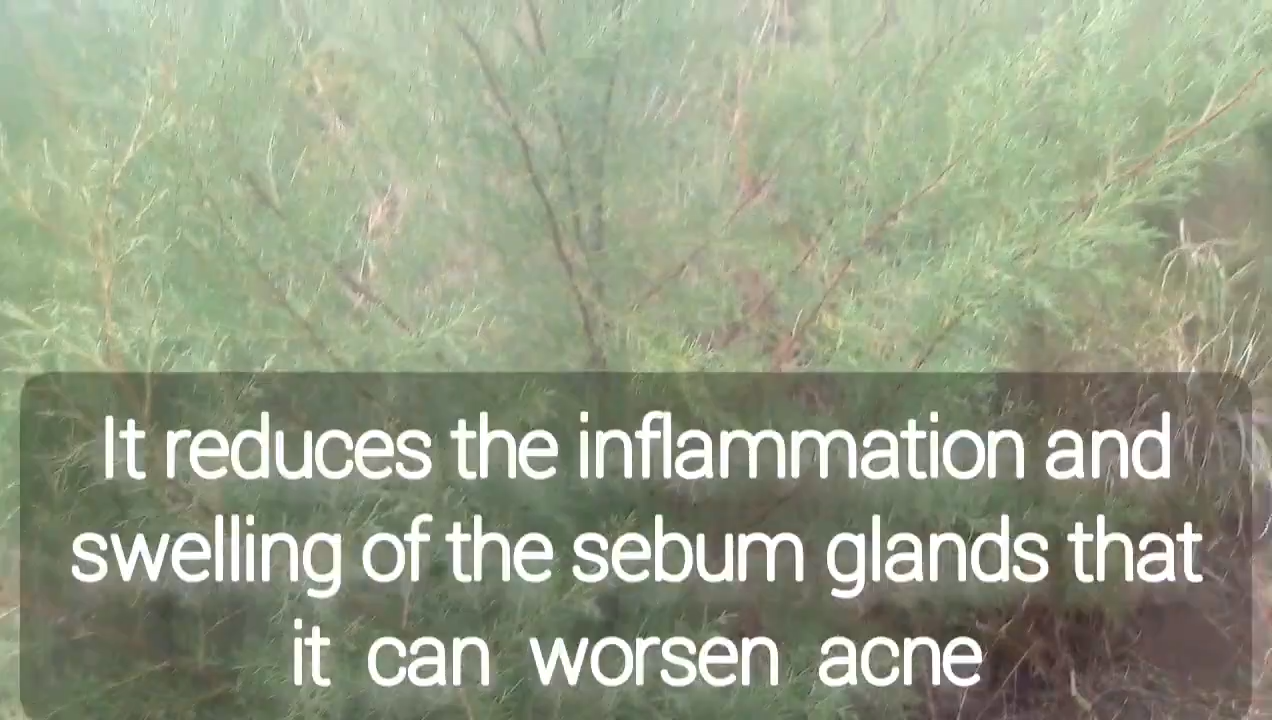 It reduces the inflammation and
swelling of the sebum glands that
it can worsen acne